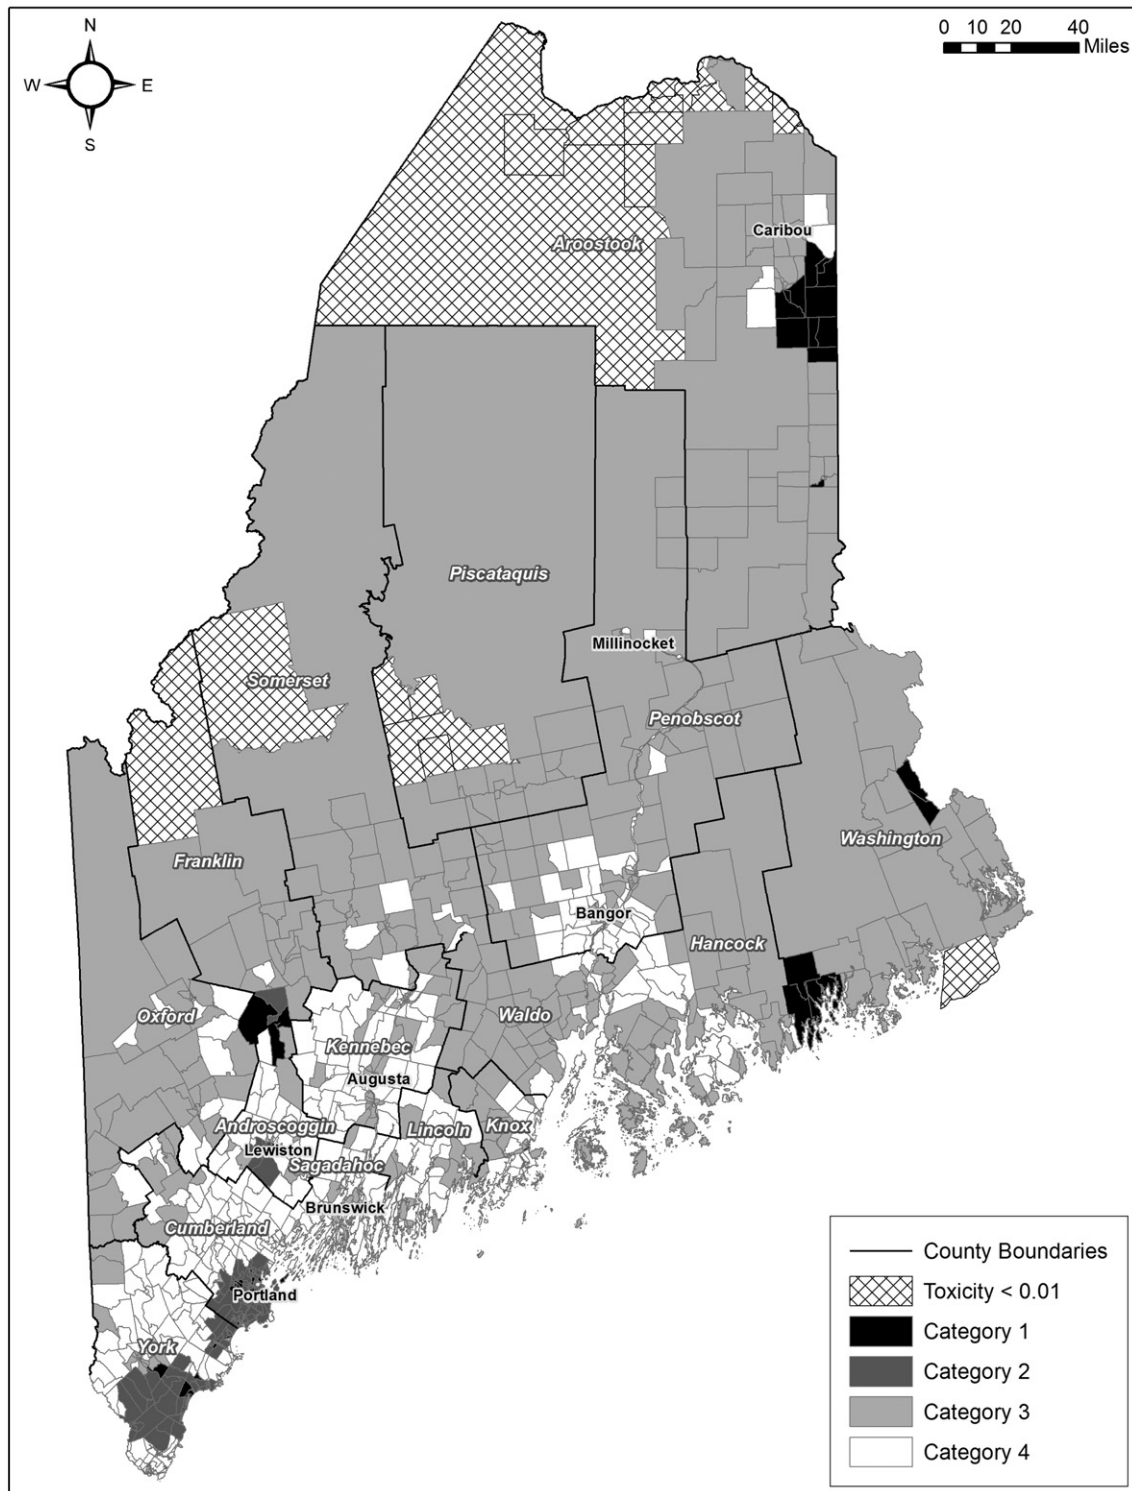 N
W E
S
0 10 20 40
Miles
Caribou
Aroostook
Piscataquis
Millinocket
Somerset
Penobscot
Washington
Franklin
Bangor
Hancock
Oxford
Waldo
Kennebec
Augusta
Androscoggin
Lincoln
Knox
Lewiston
Sagadahoc
Brunswick
Cumberland
Portland
York
County Boundaries
Toxicity < 0.01
Category 1
Category 2
Category 3
Category 4